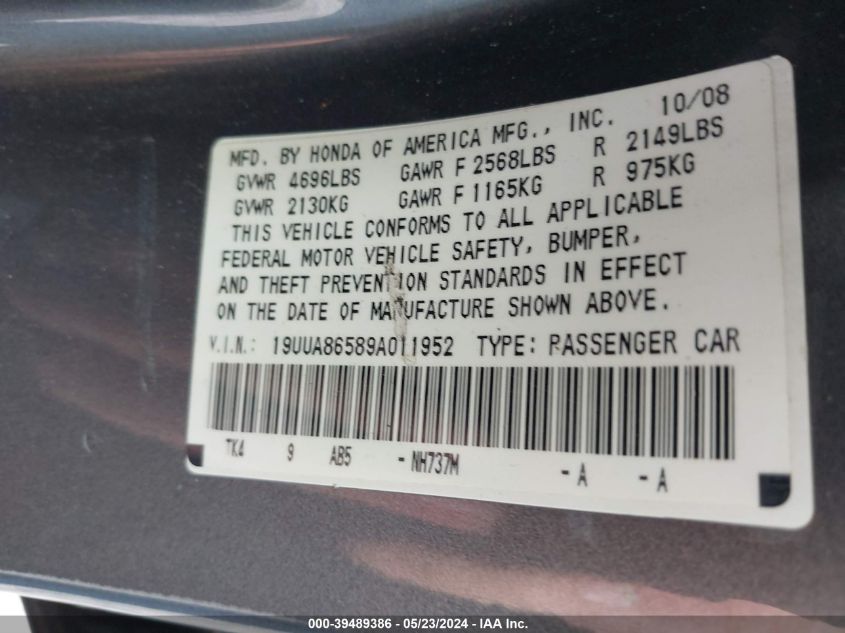 MFD. BY HONDA OF AMERICA MFG., INC. 10/08
GVWR 4696LBS GAWR F 2568LBS R 2149LBS
GVWR 2130KG GAWR F 1165KG R 975KG
THIS VEHICLE CONFORMS TO ALL APPLICABLE
FEDERAL MOTOR VEHICLE SAFETY, BUMPER,
AND THEFT PREVENTION STANDARDS IN EFFECT
ON THE DATE OF MANUFACTURE SHOWN ABOVE.
V.I.N.: 19UUA86589A011952 TYPE: PASSENGER CAR
TK4 9 AB5 - NH737M - A - A
000-39489386 - 05/23/2024 - IAA Inc.